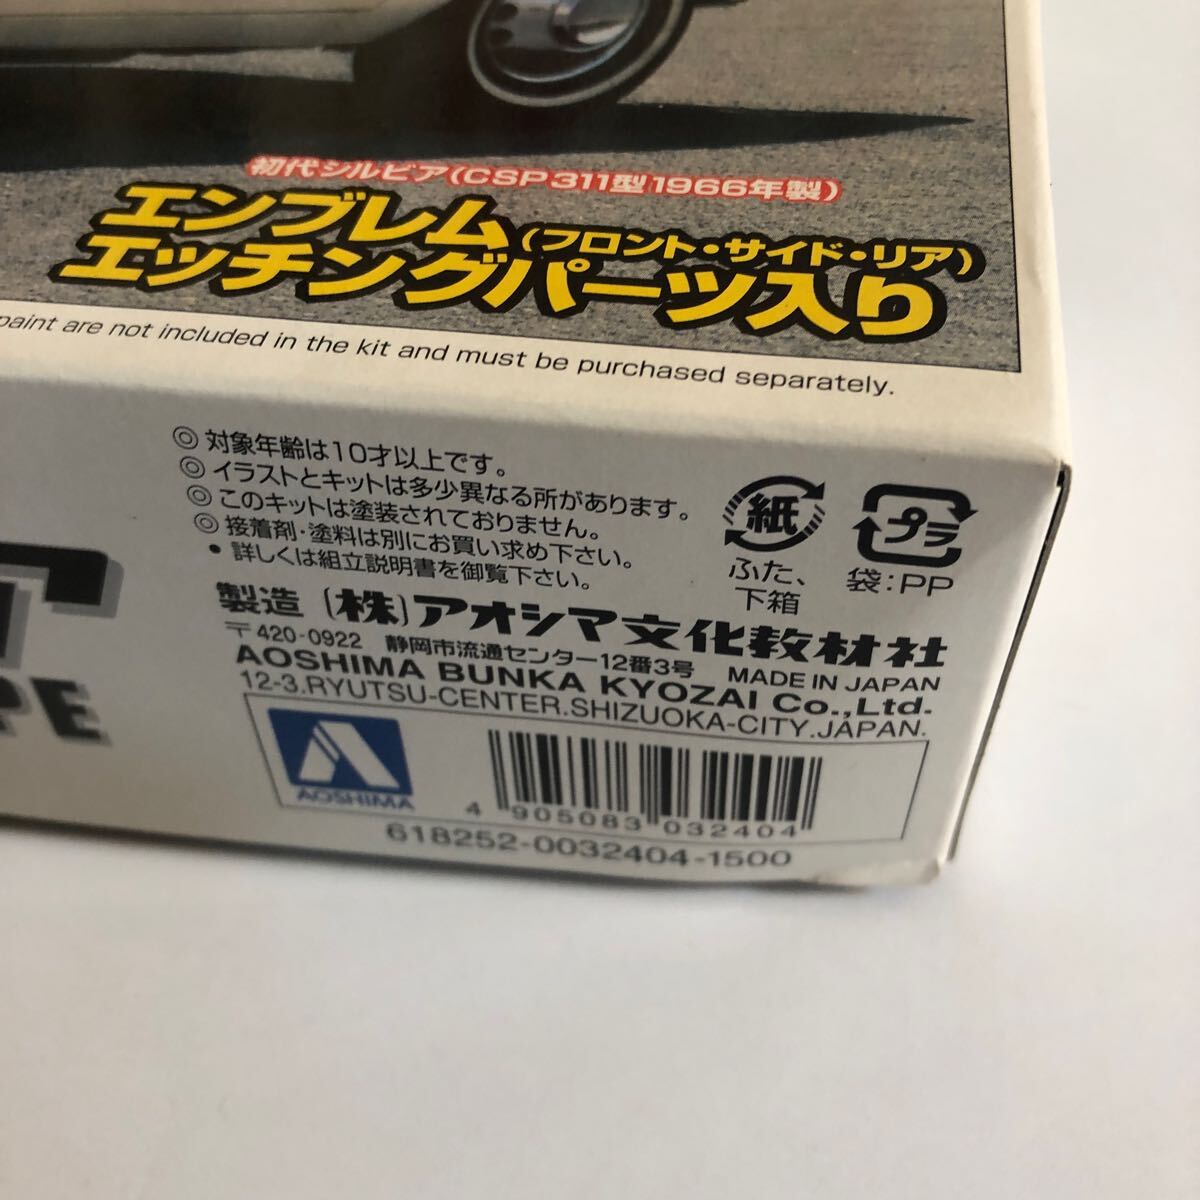 初代シルビア(CSP311型1966年製)
エンブレム(フロント・サイド・リア)
エッチングパーツ入り
paint are not included in the kit and must be purchased separately.
◎対象年齢は10才以上です。
◎イラストとキットは多少異なる所があります。
◎このキットは塗装されておりません。
◎接着剤・塗料は別にお買い求め下さい。
•詳しくは組立説明書を御覧下さい。
紙
ふた、
下箱
プラ
袋:PP
製造 (株)アオシマ文化教材社
〒420-0922 静岡市流通センター12番3号 MADE IN JAPAN
AOSHIMA BUNKA KYOZAI Co.,Ltd.
12-3.RYUTSU-CENTER.SHIZUOKA-CITY.JAPAN.
PE
AOSHIMA
4 905083 032404
618252-0032404-1500